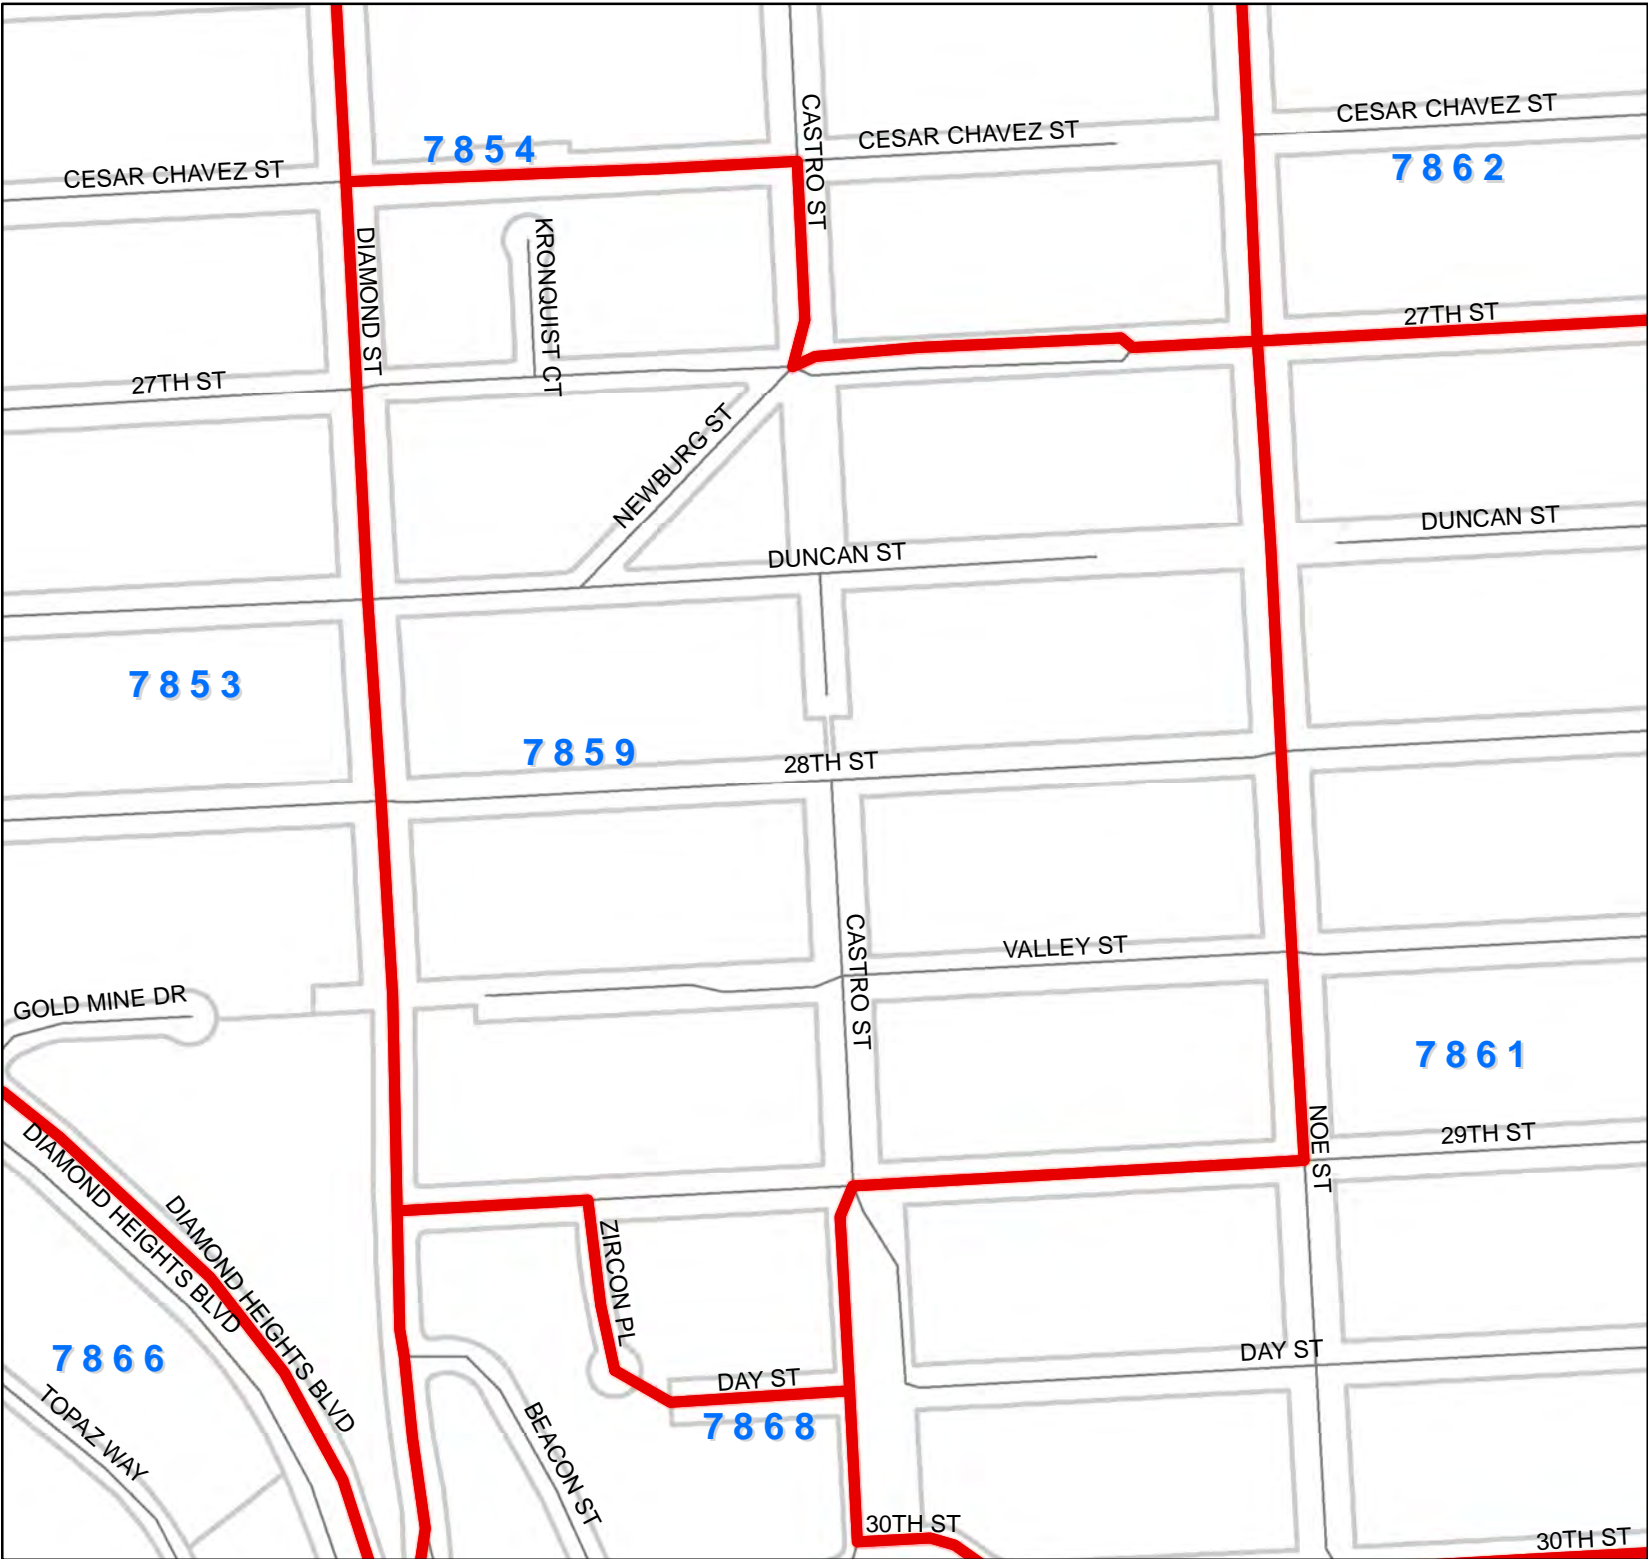 CESAR CHAVEZ ST
CASTRO ST
CESAR CHAVEZ ST
7854
CESAR CHAVEZ ST
7862
DIAMOND ST
KRONQUIST CT
27TH ST
27TH ST
NEWBURG ST
DUNCAN ST
DUNCAN ST
7853
7859
28TH ST
CASTRO ST
VALLEY ST
GOLD MINE DR
7861
NOE ST
29TH ST
DIAMOND HEIGHTS BLVD
DIAMOND HEIGHTS BLVD
ZIRCON PL
7866
DAY ST
DAY ST
TOPAZ WAY
BEACON ST
7868
30TH ST
30TH ST